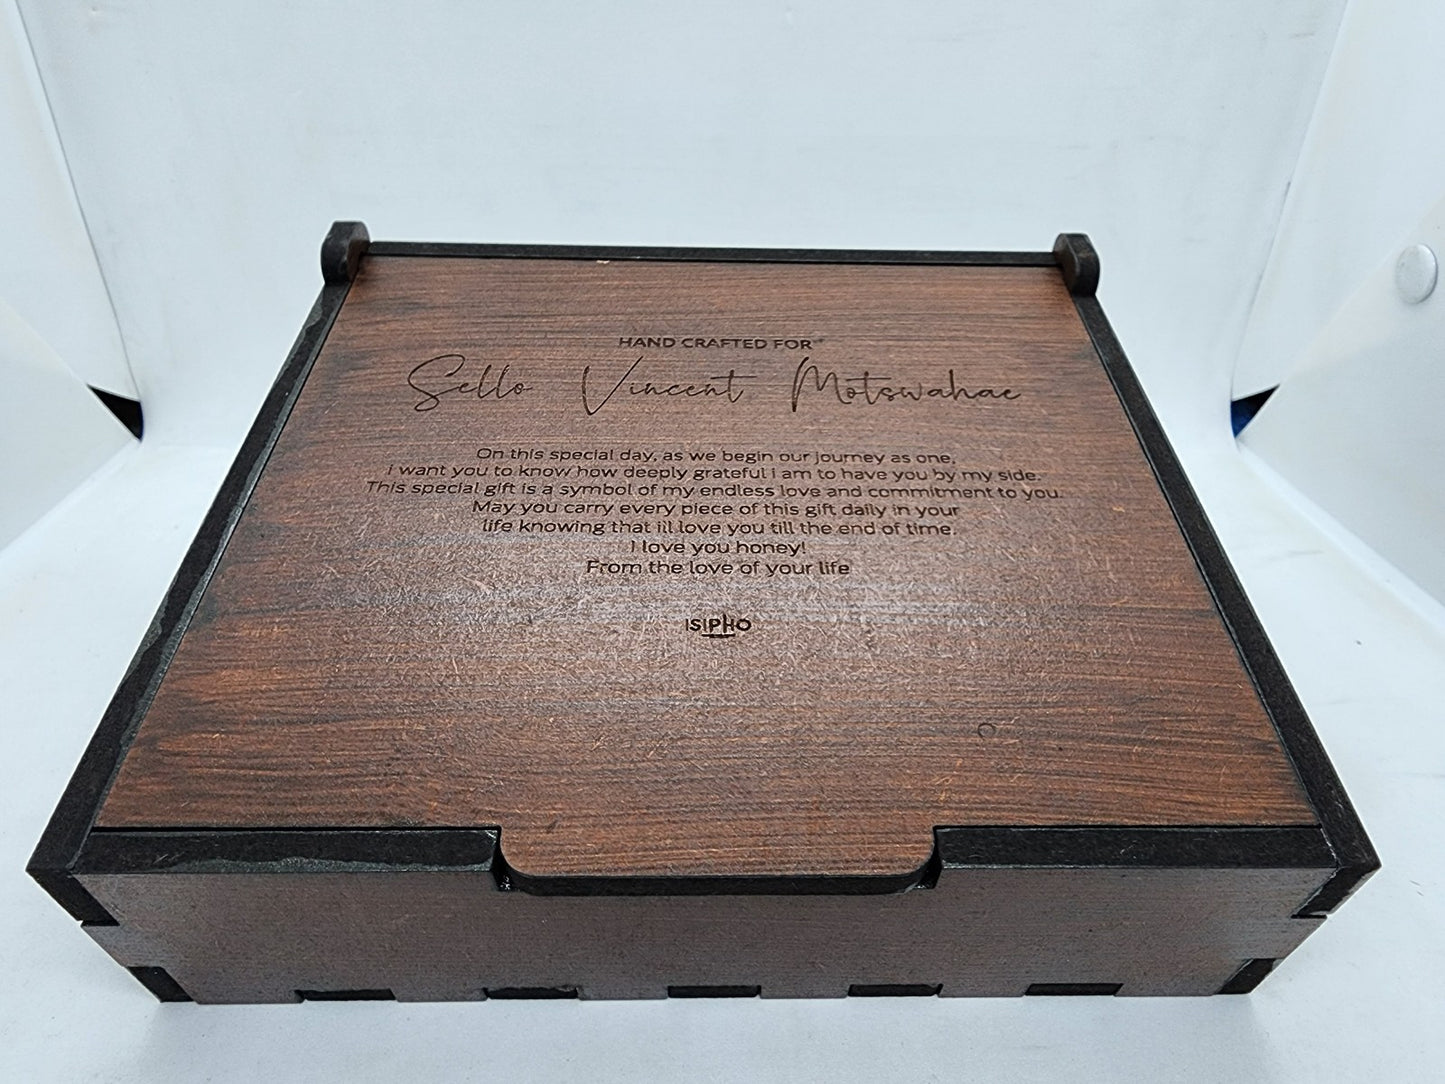 HAND CRAFTED FOR
Sello Vincent Motswahae
On this special day, as we begin our journey as one,
i want you to know how deeply grateful i am to have you by my side.
This special gift is a symbol of my endless love and commitment to you.
May you carry every piece of this gift daily in your
life knowing that ill love you till the end of time.
I love you honey!
From the love of your life
ISIPHO